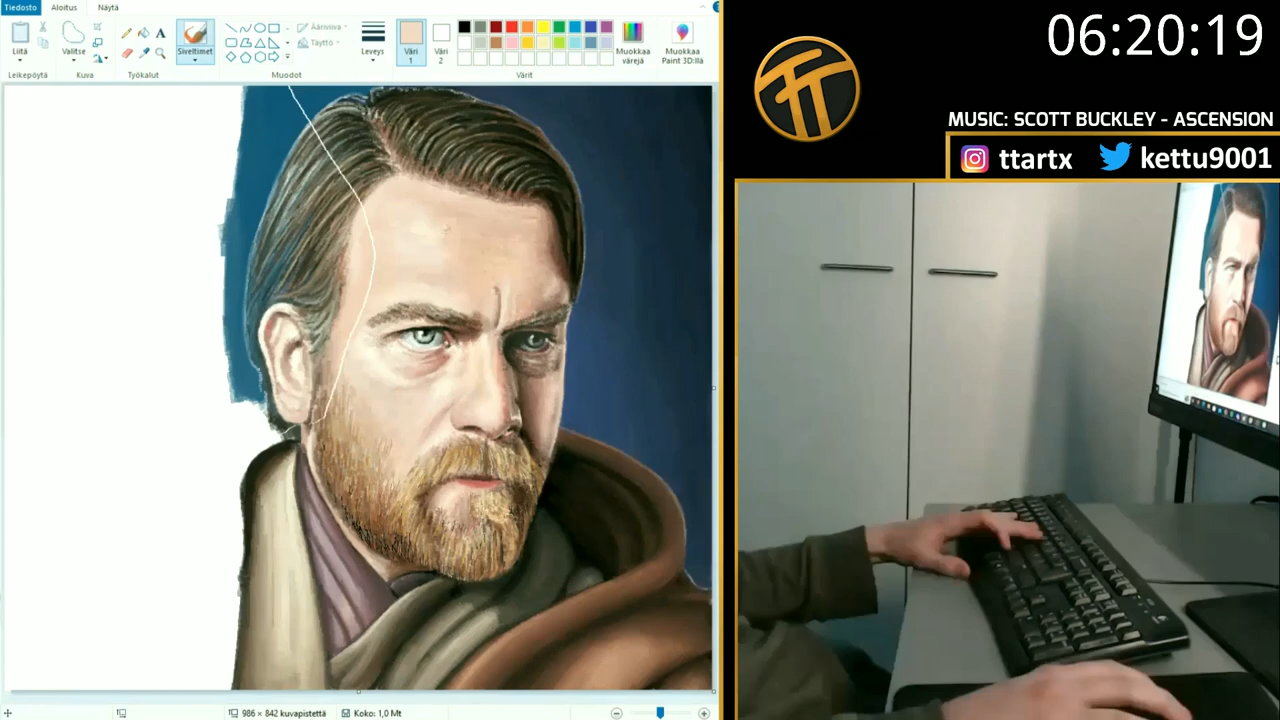 Tiedosto Aloitus Näytä
06:20:19
Liitä
Valitse
A
Siveltimet
Ääriviiva
Täyttö
Leveys
Väri
1
Väri
2
Muokkaa
värejä
Muokkaa
Paint 3D:llä
Leikepöytä
Kuva
Työkalut
Muodot
Värit
MUSIC: SCOTT BUCKLEY - ASCENSION
ttartx kettu9001
986 × 842 kuvapistettä
Koko: 1,0 Mt